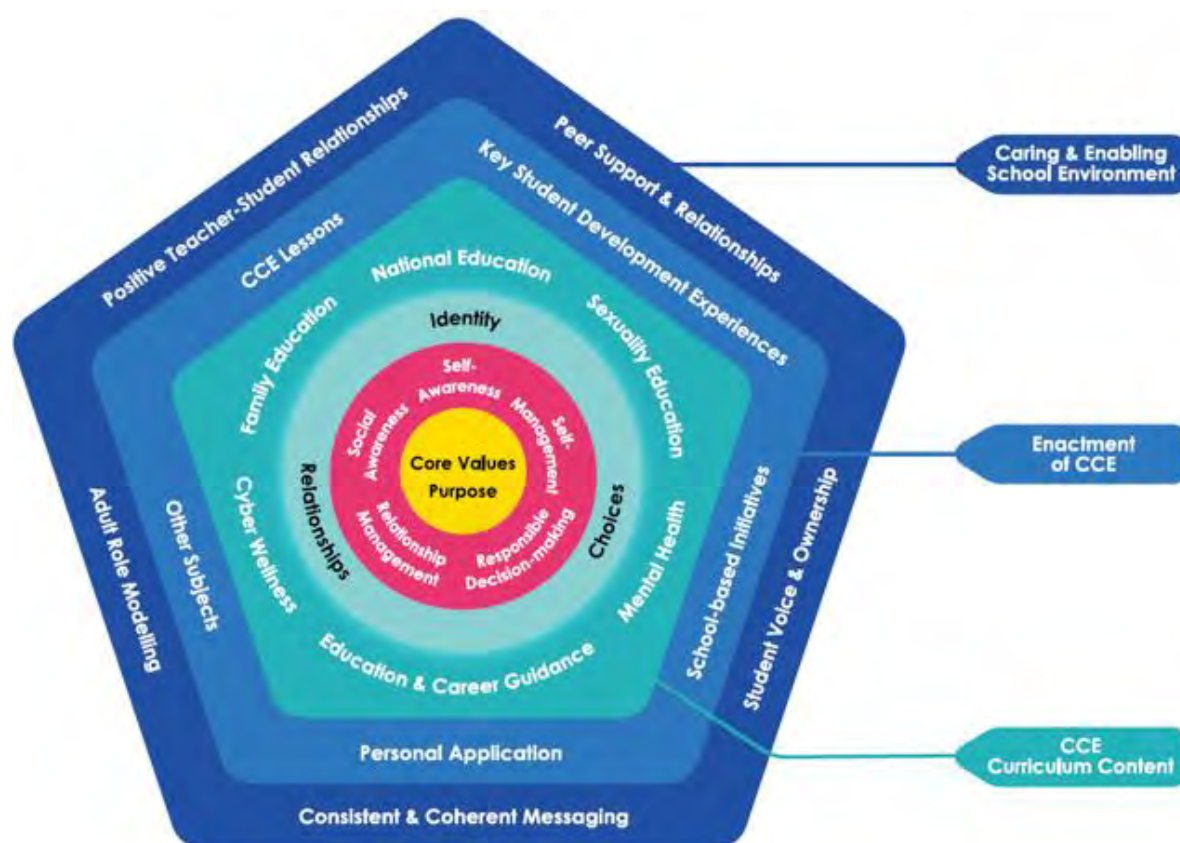 Positive Teacher-Student Relationships
Peer Support & Relationships
Adult Role Modelling
Student Voice & Ownership
Consistent & Coherent Messaging
CCE Lessons
Key Student Development Experiences
Other Subjects
School-based Initiatives
Personal Application
National Education
Family Education
Sexuality Education
Cyber Wellness
Mental Health
Education & Career Guidance
Identity
Relationships
Choices
Self-
Awareness
Social
Awareness
Self-
Management
Relationship
Management
Responsible
Decision-making
Core Values
Purpose
Caring & Enabling
School Environment
Enactment
of CCE
CCE
Curriculum Content